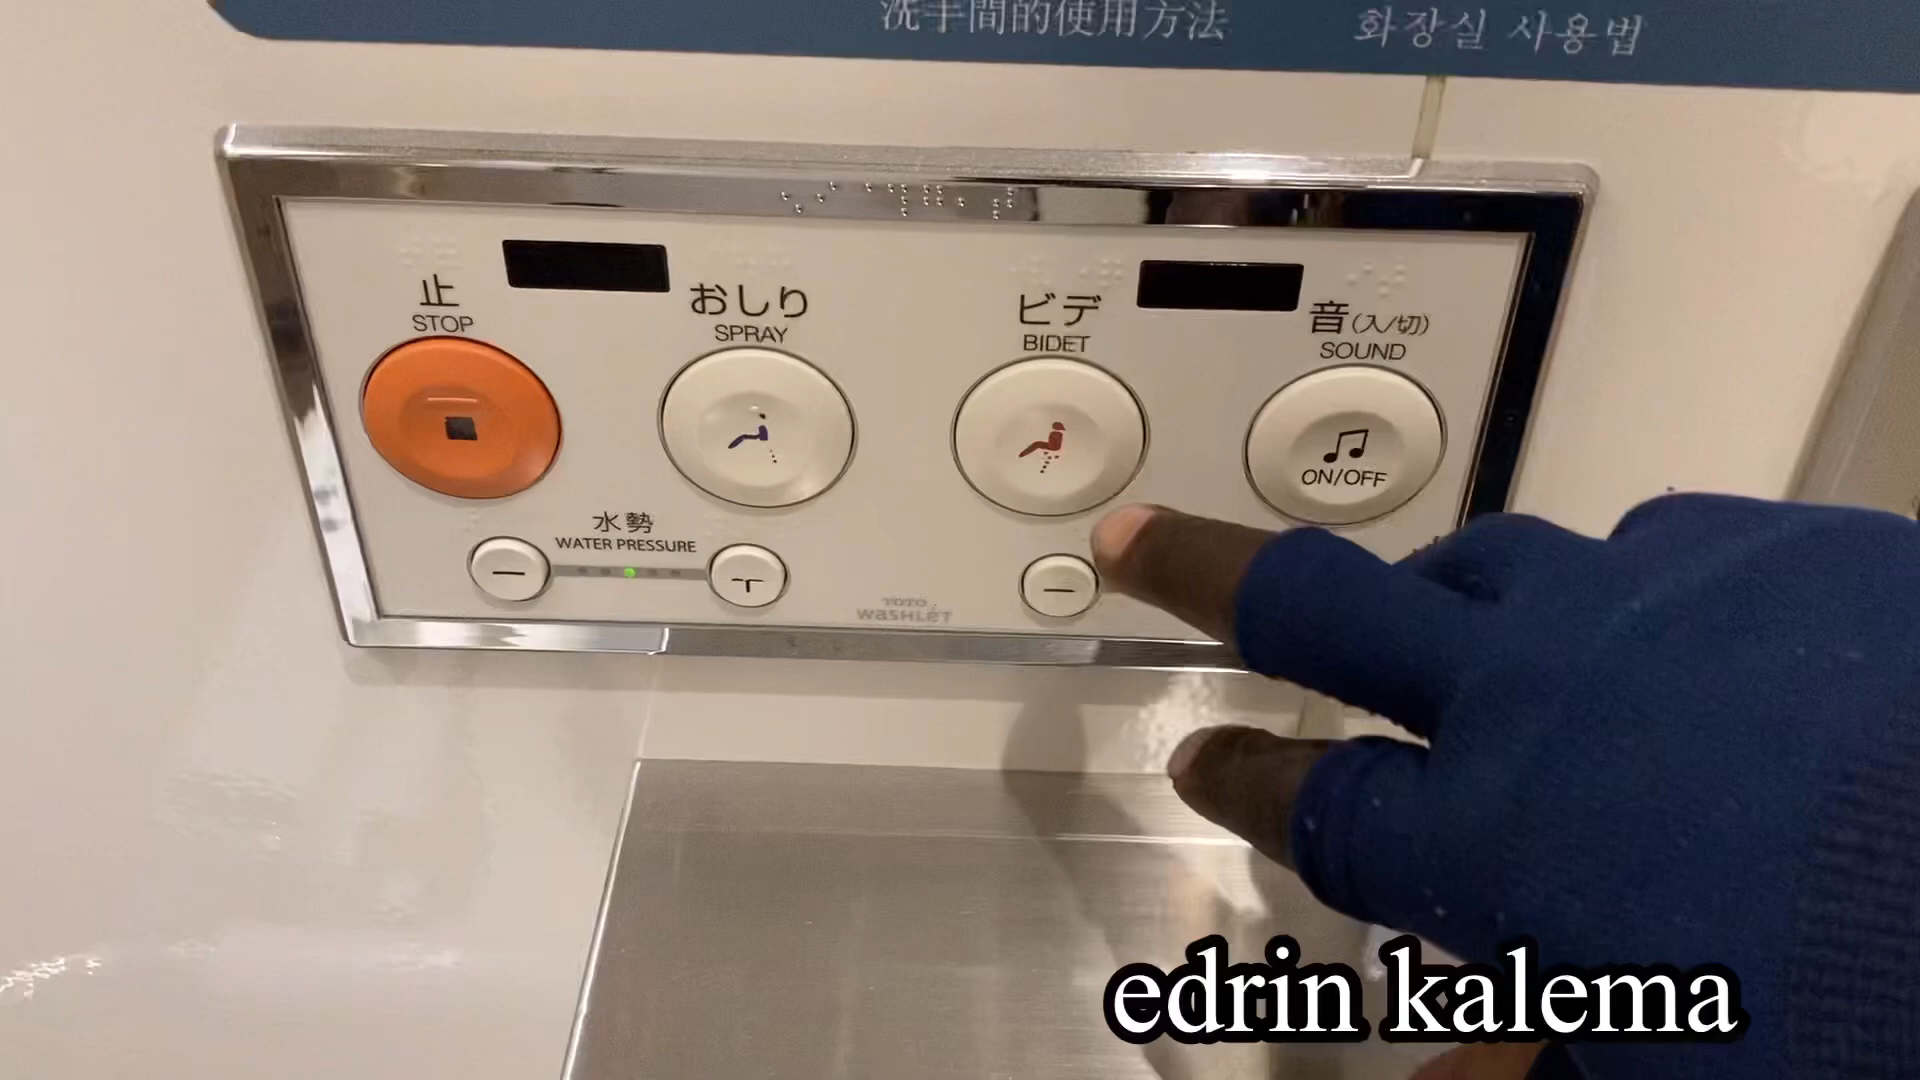 洗手間的使用方法
화장실 사용법
止
STOP
おしり
SPRAY
ビデ
BIDET
音(入/切)
SOUND
ON/OFF
水勢
WATER PRESSURE
TOTO
WASHLET
edrin kalema